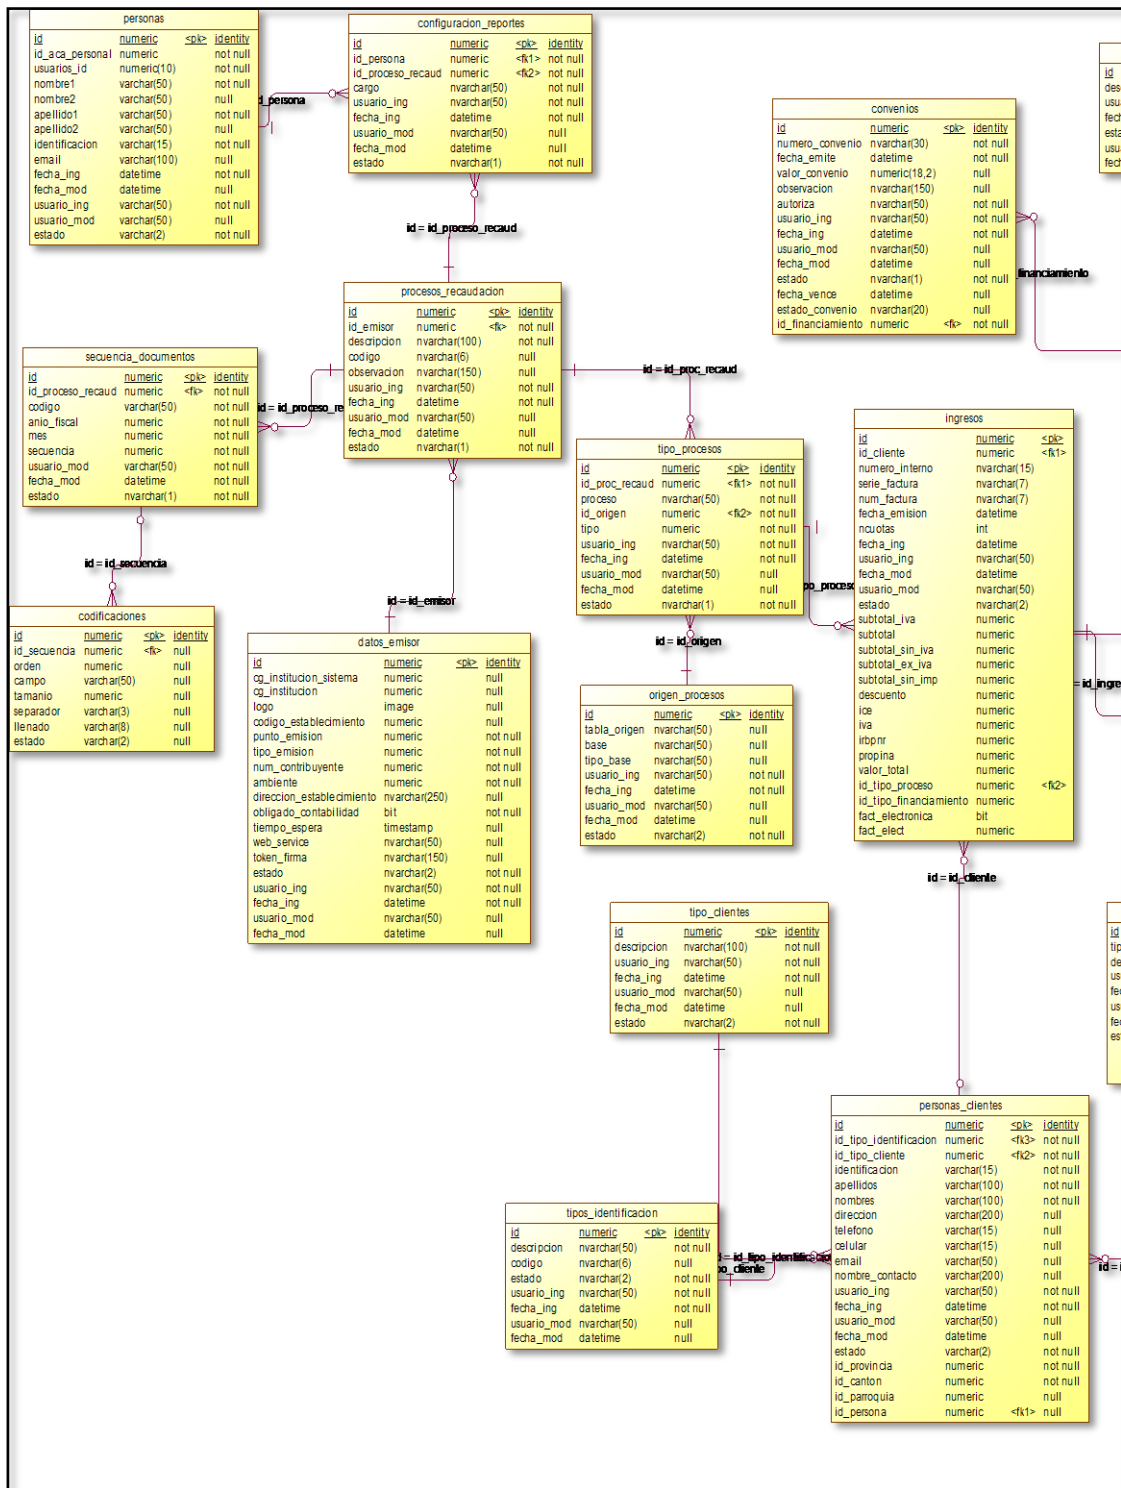 personas
id numeric <pk> identity
id_aca_personal numeric not null
usuarios_id numeric(10) not null
nombre1 varchar(50) not null
nombre2 varchar(50) null
apellido1 varchar(50) not null
apellido2 varchar(50) null
identificacion varchar(15) not null
email varchar(100) null
fecha_ing datetime not null
fecha_mod datetime null
usuario_ing varchar(50) not null
usuario_mod varchar(50) null
estado varchar(2) not null
d_persona
configuracion_reportes
id numeric <pk> identity
id_persona numeric <fk1> not null
id_proceso_recaud numeric <fk2> not null
cargo nvarchar(50) not null
usuario_ing nvarchar(50) not null
fecha_ing datetime not null
usuario_mod nvarchar(50) null
fecha_mod datetime null
estado nvarchar(1) not null
id = id_proceso_recaud
convenios
id numeric <pk> identity
numero_convenio nvarchar(30) not null
fecha_emite datetime not null
valor_convenio numeric(18,2) null
observacion nvarchar(150) null
autoriza nvarchar(50) not null
usuario_ing nvarchar(50) not null
fecha_ing datetime not null
usuario_mod nvarchar(50) null
fecha_mod datetime null
estado nvarchar(1) not null
fecha_vence datetime null
estado_convenio nvarchar(20) null
id_financiamiento numeric <fk> not null
_financiamiento
id
des
usua
fech
esta
usua
fech
procesos_recaudacion
id numeric <pk> identity
id_emisor numeric <fk> not null
descripcion nvarchar(100) not null
codigo nvarchar(6) null
observacion nvarchar(150) null
usuario_ing nvarchar(50) not null
fecha_ing datetime not null
usuario_mod nvarchar(50) null
fecha_mod datetime null
estado nvarchar(1) not null
secuencia_documentos
id numeric <pk> identity
id_proceso_recaud numeric <fk> not null
codigo varchar(50) not null
anio_fiscal numeric not null
mes numeric not null
secuencia numeric not null
usuario_mod varchar(50) not null
fecha_mod datetime not null
estado nvarchar(1) not null
id = id_proceso_re
id = id_proc_recaud
id = id_secuencia
tipo_procesos
id numeric <pk> identity
id_proc_recaud numeric <fk1> not null
proceso nvarchar(50) not null
id_origen numeric <fk2> not null
tipo numeric not null
usuario_ing nvarchar(50) not null
fecha_ing datetime not null
usuario_mod nvarchar(50) null
fecha_mod datetime null
estado nvarchar(1) not null
po_proceso
id = id_origen
ingresos
id numeric <pk>
id_cliente numeric <fk1>
numero_interno nvarchar(15)
serie_factura nvarchar(7)
num_factura nvarchar(7)
fecha_emision datetime
ncuotas int
fecha_ing datetime
usuario_ing nvarchar(50)
fecha_mod datetime
usuario_mod nvarchar(50)
estado nvarchar(2)
subtotal_iva numeric
subtotal numeric
subtotal_sin_iva numeric
subtotal_ex_iva numeric
subtotal_sin_imp numeric
descuento numeric
ice numeric
iva numeric
irbpnr numeric
propina numeric
valor_total numeric
id_tipo_proceso numeric <fk2>
id_tipo_financiamiento numeric
fact_electronica bit
fact_elect numeric
= id_ingre
id = id_cliente
codificaciones
id numeric <pk> identity
id_secuencia numeric <fk> null
orden numeric null
campo varchar(50) null
tamanio numeric null
separador varchar(3) null
llenado varchar(8) null
estado varchar(2) null
id = id_emisor
datos_emisor
id numeric <pk> identity
cg_institucion_sistema numeric null
cg_institucion numeric null
logo image null
codigo_establecimiento numeric null
punto_emision numeric not null
tipo_emision numeric not null
num_contribuyente numeric not null
ambiente numeric not null
direccion_establecimiento nvarchar(250) null
obligado_contabilidad bit not null
tiempo_espera timestamp null
web_service nvarchar(50) null
token_firma nvarchar(150) null
estado nvarchar(2) not null
usuario_ing nvarchar(50) not null
fecha_ing datetime not null
usuario_mod nvarchar(50) null
fecha_mod datetime null
origen_procesos
id numeric <pk> identity
tabla_origen nvarchar(50) null
base nvarchar(50) null
tipo_base nvarchar(50) null
usuario_ing nvarchar(50) not null
fecha_ing datetime not null
usuario_mod nvarchar(50) null
fecha_mod datetime null
estado nvarchar(2) not null
tipo_clientes
id numeric <pk> identity
descripcion nvarchar(100) not null
usuario_ing nvarchar(50) not null
fecha_ing datetime not null
usuario_mod nvarchar(50) null
fecha_mod datetime null
estado nvarchar(2) not null
id
tip
de
us
fec
us
fec
es
tipos_identificacion
id numeric <pk> identity
descripcion nvarchar(50) not null
codigo nvarchar(6) null
estado nvarchar(2) not null
usuario_ing nvarchar(50) not null
fecha_ing datetime not null
usuario_mod nvarchar(50) null
fecha_mod datetime null
d = id_tipo_identificacion
po_cliente
personas_clientes
id numeric <pk> identity
id_tipo_identificacion numeric <fk3> not null
id_tipo_cliente numeric <fk2> not null
identificacion varchar(15) not null
apellidos varchar(100) not null
nombres varchar(100) not null
direccion varchar(200) null
telefono varchar(15) null
celular varchar(15) null
email varchar(50) null
nombre_contacto varchar(200) null
usuario_ing varchar(50) not null
fecha_ing datetime not null
usuario_mod varchar(50) null
fecha_mod datetime null
estado varchar(2) not null
id_provincia numeric not null
id_canton numeric not null
id_parroquia numeric null
id_persona numeric <fk1> null
id = i